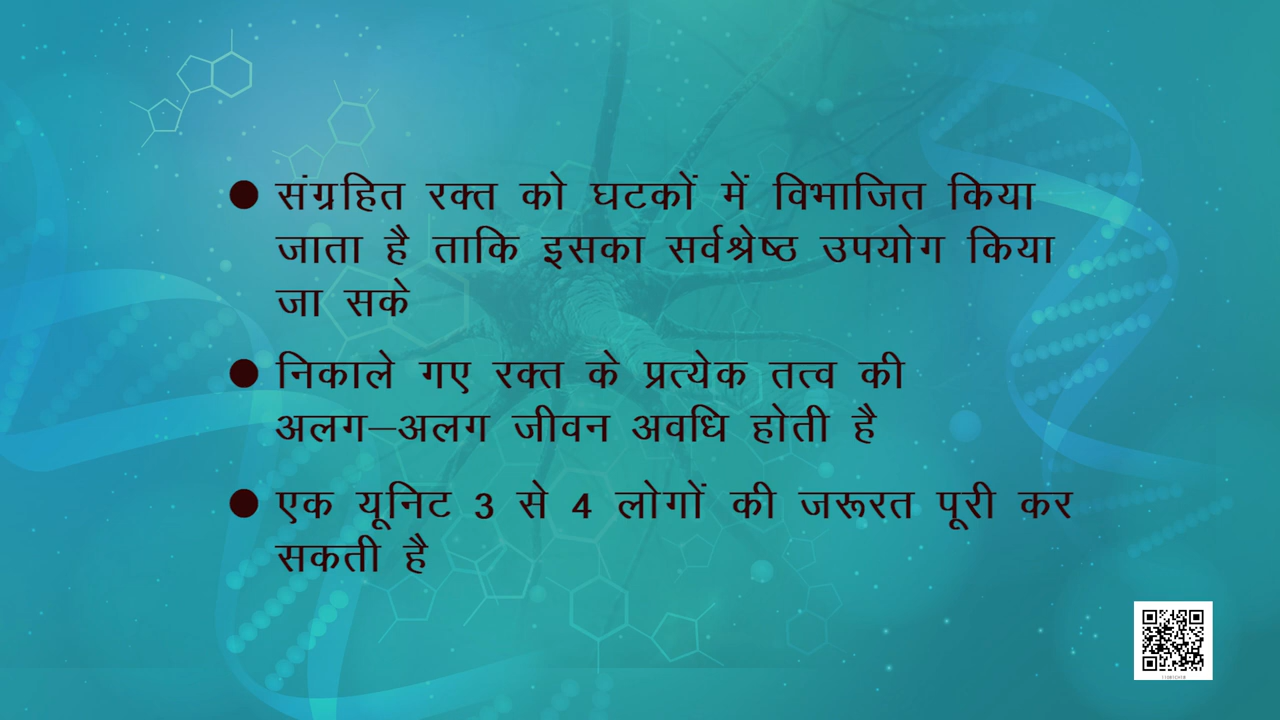 ● संग्रहित रक्त को घटकों में विभाजित किया
जाता है ताकि इसका सर्वश्रेष्ठ उपयोग किया
जा सके
● निकाले गए रक्त के प्रत्येक तत्व की
अलग–अलग जीवन अवधि होती है
● एक यूनिट 3 से 4 लोगों की जरूरत पूरी कर
सकती है